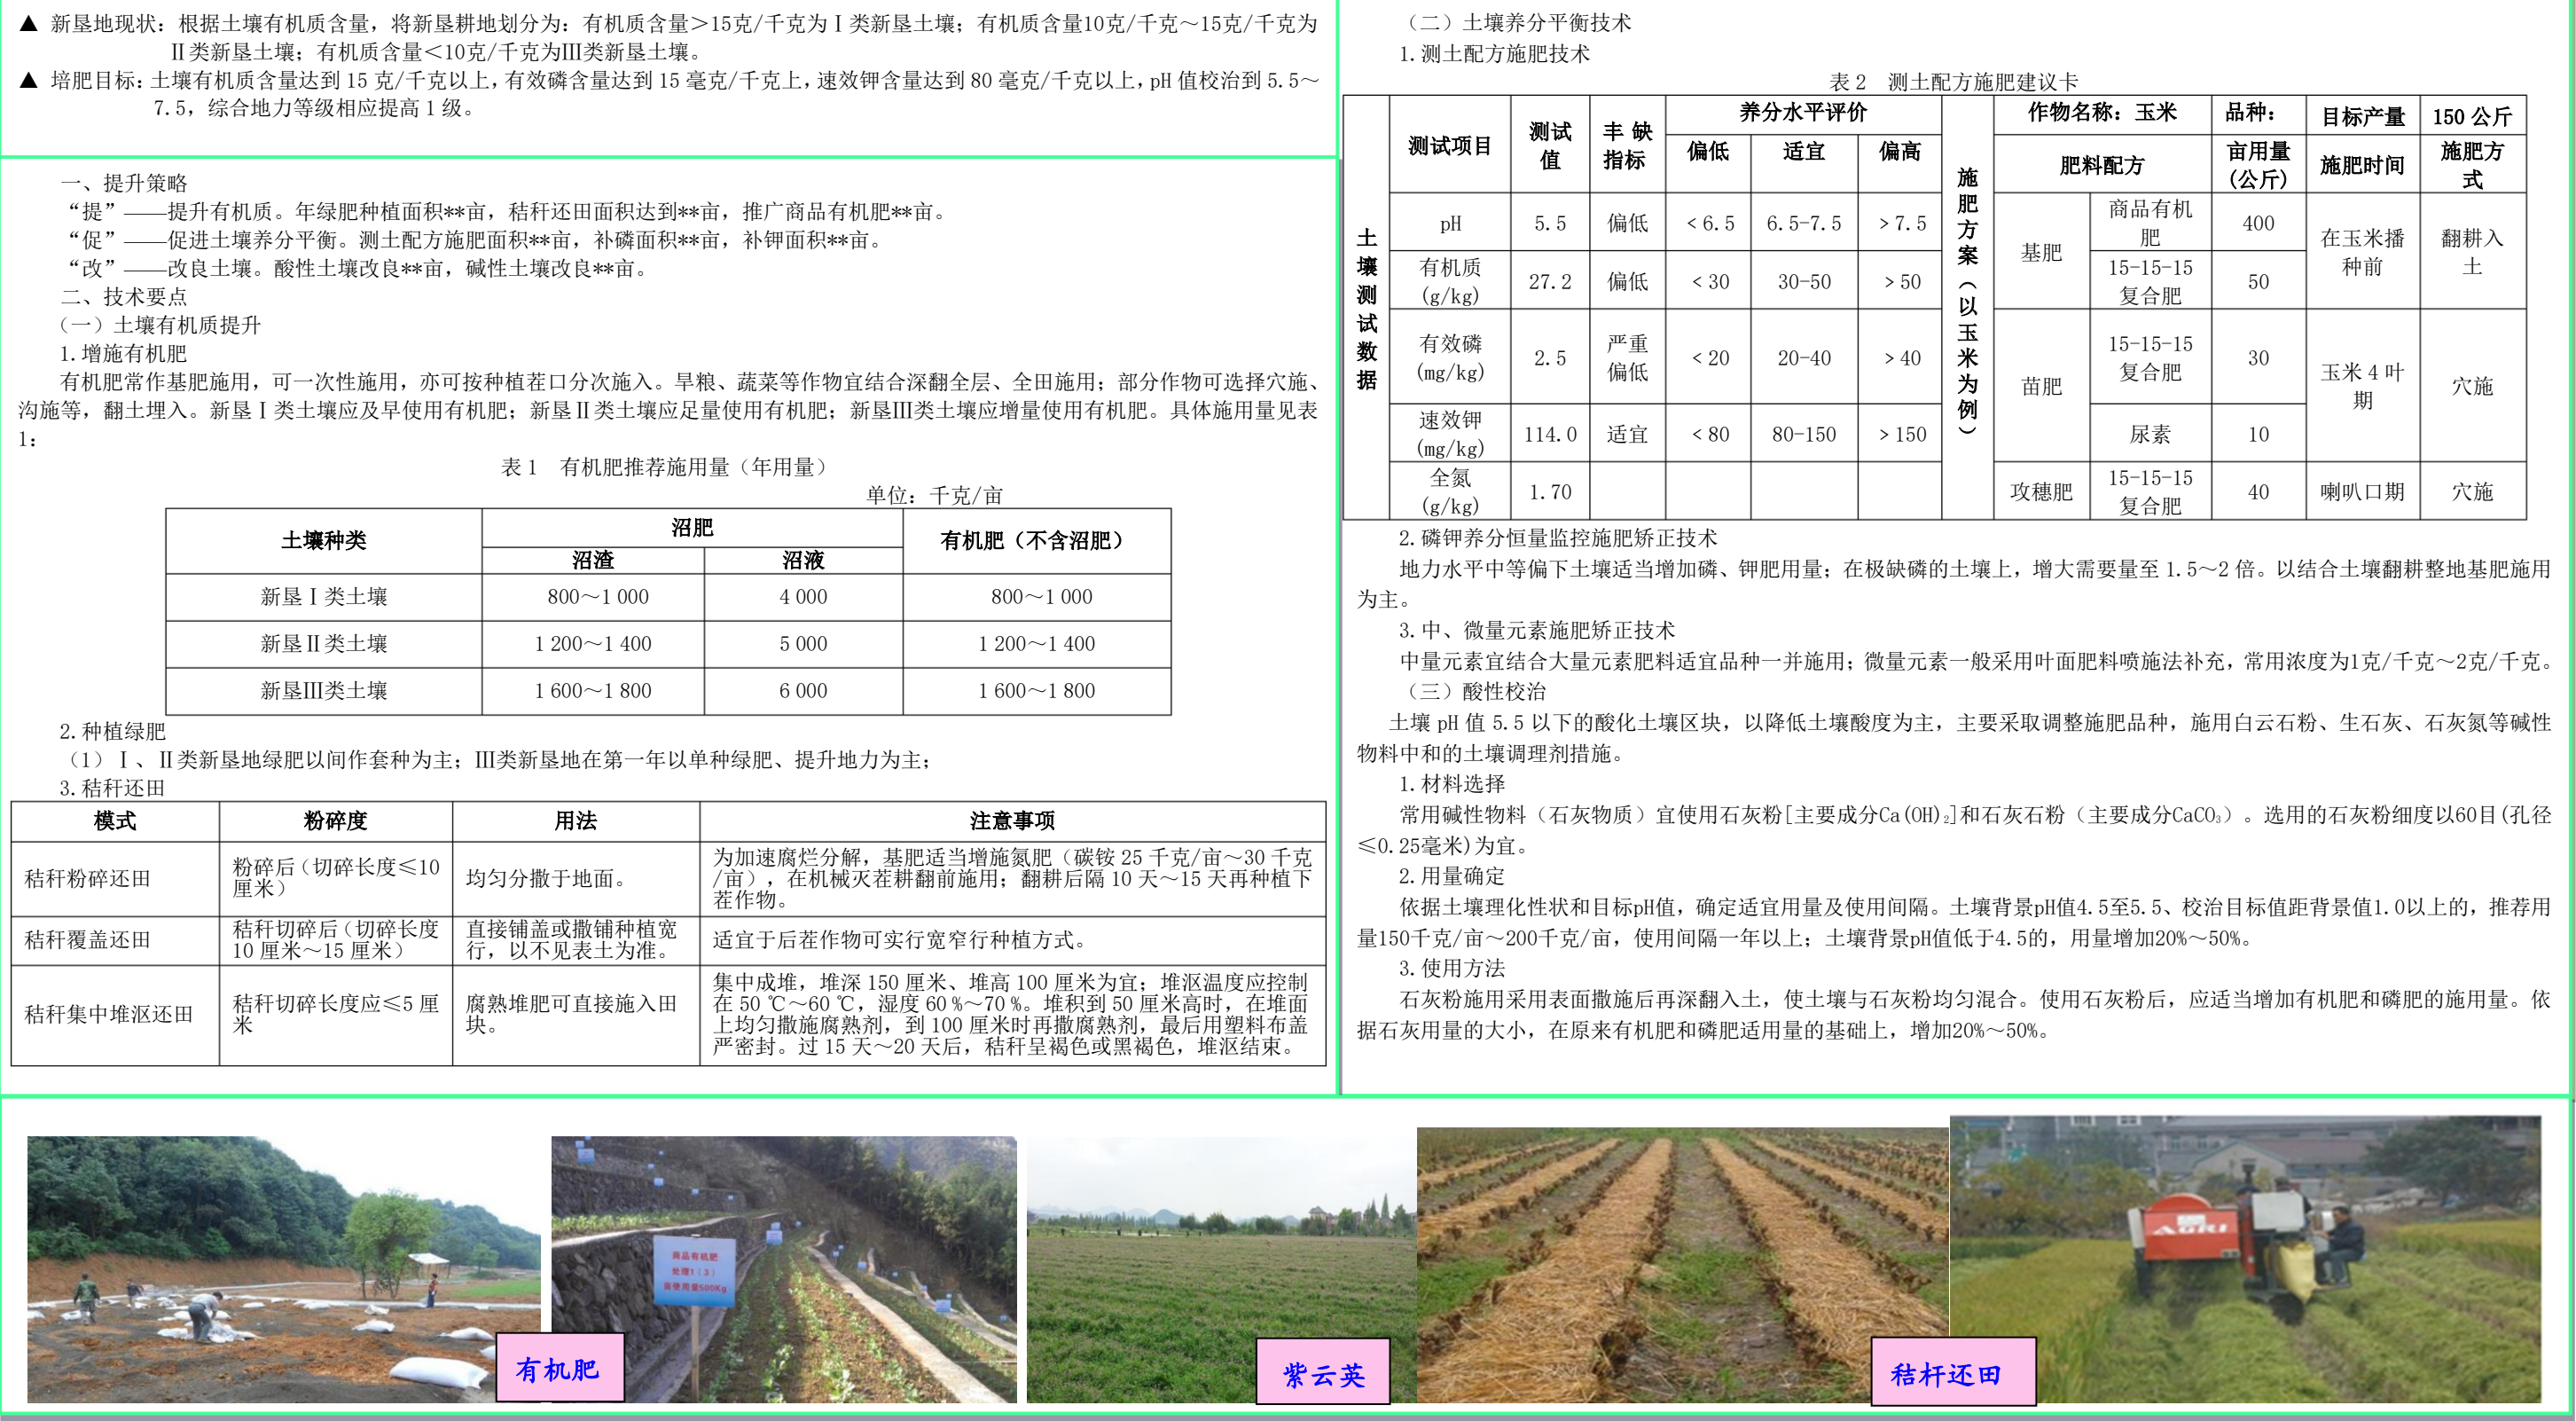 ▲ 新垦地现状：根据土壤有机质含量，将新垦耕地划分为：有机质含量＞15克/千克为Ⅰ类新垦土壤；有机质含量10克/千克～15克/千克为
Ⅱ类新垦土壤；有机质含量＜10克/千克为Ⅲ类新垦土壤。
▲ 培肥目标：土壤有机质含量达到 15 克/千克以上，有效磷含量达到 15 毫克/千克上，速效钾含量达到 80 毫克/千克以上，pH 值校治到 5.5～
7.5，综合地力等级相应提高 1 级。
一、提升策略
“提”——提升有机质。年绿肥种植面积**亩，秸秆还田面积达到**亩，推广商品有机肥**亩。
“促”——促进土壤养分平衡。测土配方施肥面积**亩，补磷面积**亩，补钾面积**亩。
“改”——改良土壤。酸性土壤改良**亩，碱性土壤改良**亩。
二、技术要点
（一）土壤有机质提升
1.增施有机肥
有机肥常作基肥施用，可一次性施用，亦可按种植茬口分次施入。旱粮、蔬菜等作物宜结合深翻全层、全田施用；部分作物可选择穴施、
沟施等，翻土埋入。新垦Ⅰ类土壤应及早使用有机肥；新垦Ⅱ类土壤应足量使用有机肥；新垦Ⅲ类土壤应增量使用有机肥。具体施用量见表
1：
表 1　有机肥推荐施用量（年用量）
单位：千克/亩
土壤种类 沼肥 有机肥（不含沼肥）
沼渣 沼液
新垦Ⅰ类土壤 800～1 000 4 000 800～1 000
新垦Ⅱ类土壤 1 200～1 400 5 000 1 200～1 400
新垦Ⅲ类土壤 1 600～1 800 6 000 1 600～1 800
2.种植绿肥
（1）Ⅰ、Ⅱ类新垦地绿肥以间作套种为主；Ⅲ类新垦地在第一年以单种绿肥、提升地力为主；
3.秸秆还田
模式 粉碎度 用法 注意事项
秸秆粉碎还田
粉碎后（切碎长度≤10
厘米）
均匀分撒于地面。
为加速腐烂分解，基肥适当增施氮肥（碳铵 25 千克/亩～30 千克
/亩），在机械灭茬耕翻前施用；翻耕后隔 10 天～15 天再种植下
茬作物。
秸秆覆盖还田
秸秆切碎后（切碎长度
10 厘米～15 厘米）
直接铺盖或撒铺种植宽
行，以不见表土为准。
适宜于后茬作物可实行宽窄行种植方式。
秸秆集中堆沤还田
秸秆切碎长度应≤5 厘
米
腐熟堆肥可直接施入田
块。
集中成堆，堆深 150 厘米、堆高 100 厘米为宜；堆沤温度应控制
在 50 ℃～60 ℃，湿度 60 %～70 %。堆积到 50 厘米高时，在堆面
上均匀撒施腐熟剂，到 100 厘米时再撒腐熟剂，最后用塑料布盖
严密封。过 15 天～20 天后，秸秆呈褐色或黑褐色，堆沤结束。
（二）土壤养分平衡技术
1.测土配方施肥技术
表 2　测土配方施肥建议卡
土壤测试数据
测试项目
测试
值
丰 缺
指标
养分水平评价
偏低 适宜 偏高
pH 5.5 偏低 ＜6.5 6.5-7.5 ＞7.5
有机质
(g/kg)
27.2 偏低 ＜30 30-50 ＞50
有效磷
(mg/kg)
2.5
严重
偏低
＜20 20-40 ＞40
速效钾
(mg/kg)
114.0 适宜 ＜80 80-150 ＞150
全氮
(g/kg)
1.70
施肥方案（以玉米为例）
作物名称：玉米 品种： 目标产量 150 公斤
肥料配方
亩用量
(公斤)
施肥时间
施肥方
式
基肥
商品有机
肥
400
15-15-15
复合肥
50
在玉米播
种前
翻耕入
土
苗肥
15-15-15
复合肥
30
尿素 10
玉米 4 叶
期
穴施
攻穗肥
15-15-15
复合肥
40 喇叭口期 穴施
2.磷钾养分恒量监控施肥矫正技术
地力水平中等偏下土壤适当增加磷、钾肥用量；在极缺磷的土壤上，增大需要量至 1.5～2 倍。以结合土壤翻耕整地基肥施用
为主。
3.中、微量元素施肥矫正技术
中量元素宜结合大量元素肥料适宜品种一并施用；微量元素一般采用叶面肥料喷施法补充，常用浓度为1克/千克～2克/千克。
（三）酸性校治
土壤 pH 值 5.5 以下的酸化土壤区块，以降低土壤酸度为主，主要采取调整施肥品种，施用白云石粉、生石灰、石灰氮等碱性
物料中和的土壤调理剂措施。
1.材料选择
常用碱性物料（石灰物质）宜使用石灰粉[主要成分Ca(OH)₂]和石灰石粉（主要成分CaCO₃）。选用的石灰粉细度以60目(孔径
≤0.25毫米)为宜。
2.用量确定
依据土壤理化性状和目标pH值，确定适宜用量及使用间隔。土壤背景pH值4.5至5.5、校治目标值距背景值1.0以上的，推荐用
量150千克/亩～200千克/亩，使用间隔一年以上；土壤背景pH值低于4.5的，用量增加20%～50%。
3.使用方法
石灰粉施用采用表面撒施后再深翻入土，使土壤与石灰粉均匀混合。使用石灰粉后，应适当增加有机肥和磷肥的施用量。依
据石灰用量的大小，在原来有机肥和磷肥适用量的基础上，增加20%～50%。
商品有机肥
处理1（3）
亩使用量500Kg
AGRI
有机肥
紫云英
秸秆还田